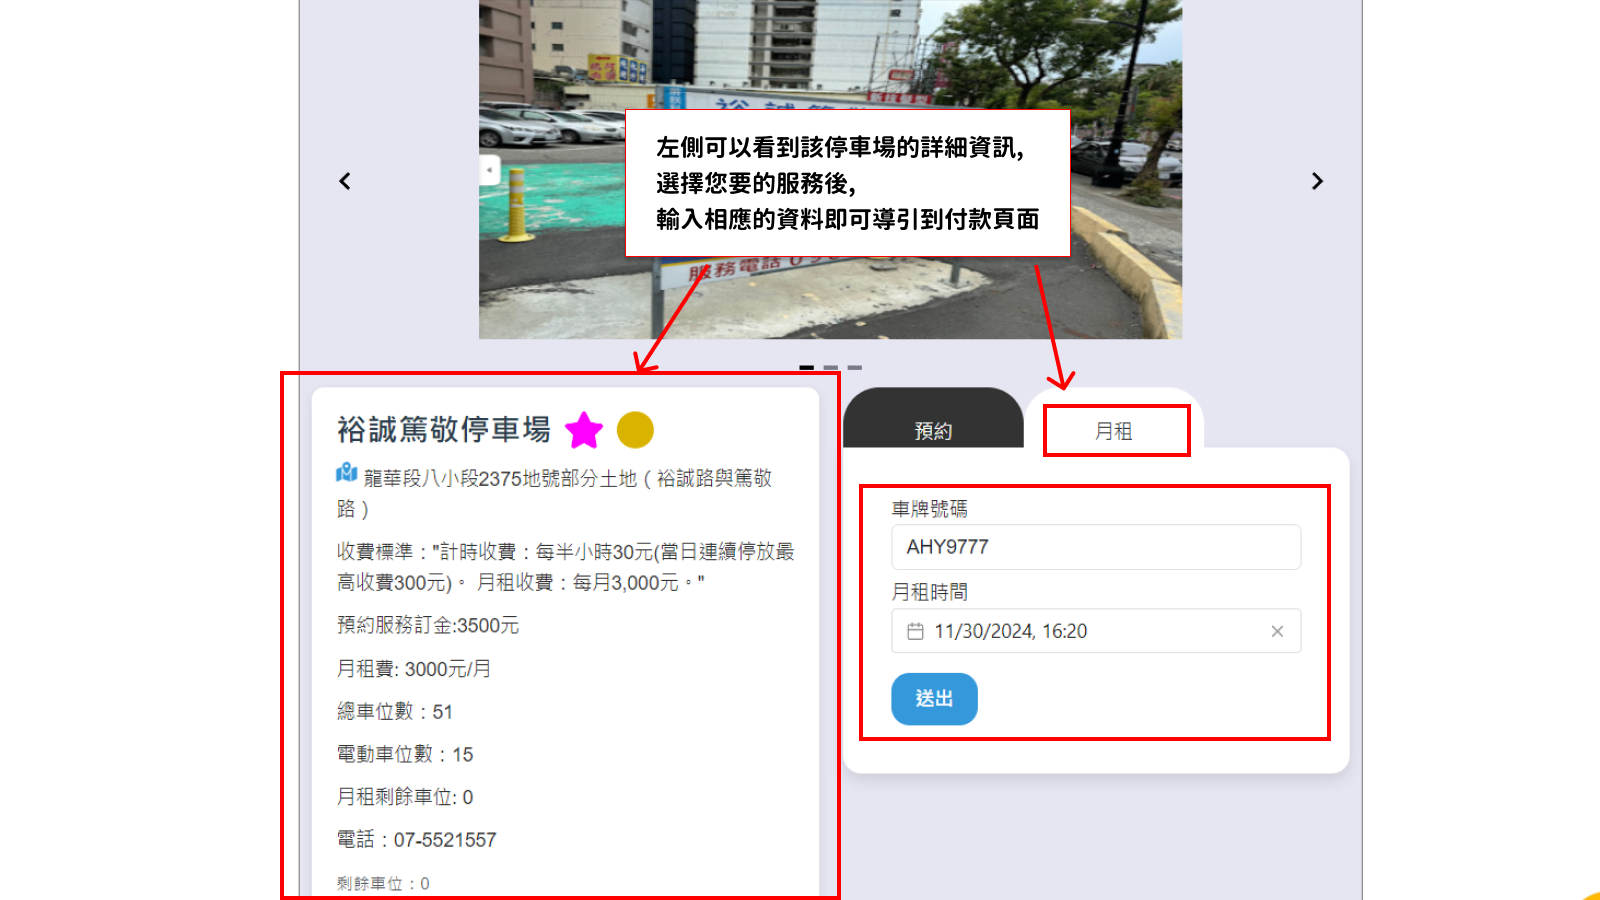 左側可以看到該停車場的詳細資訊,
選擇您要的服務後,
輸入相應的資料即可導引到付款頁面
服務電話
裕誠篤敬停車場
龍華段八小段2375地號部分土地 ( 裕誠路與篤敬
路 )
收費標準："計時收費：每半小時30元(當日連續停放最
高收費300元)。 月租收費：每月3,000元。"
預約服務訂金:3500元
月租費: 3000元/月
總車位數：51
電動車位數：15
月租剩餘車位: 0
電話：07-5521557
剩餘車位：0
預約
月租
車牌號碼
AHY9777
月租時間
11/30/2024, 16:20
送出